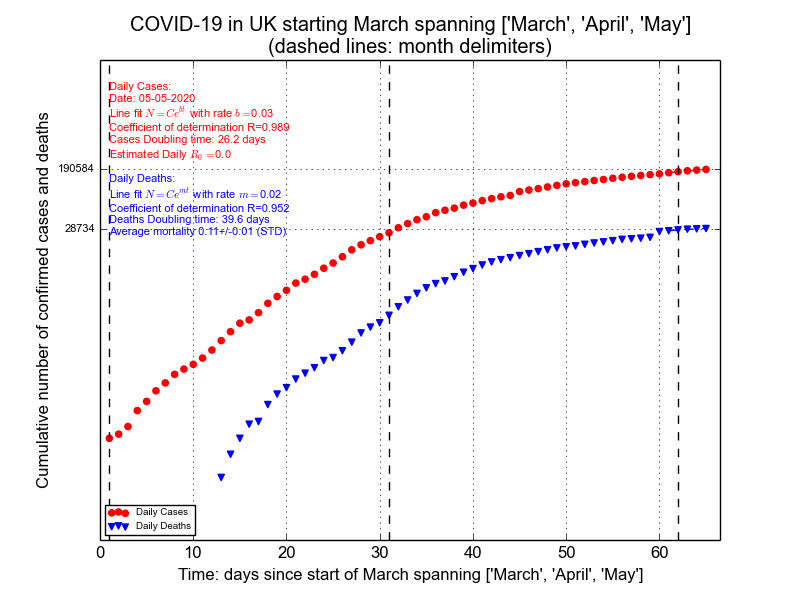 COVID-19 in UK starting March spanning ['March', 'April', 'May']
(dashed lines: month delimiters)
Daily Cases:
Date: 05-05-2020
Line fit N = Ce^{bt} with rate b =0.03
Coefficient of determination R=0.989
Cases Doubling time: 26.2 days
Estimated Daily R_0 =0.0
Daily Deaths:
Line fit N = Ce^{mt} with rate m =0.02
Coefficient of determination R=0.952
Deaths Doubling time: 39.6 days
Average mortality 0.11+/-0.01 (STD)
190584
28734
Cumulative number of confirmed cases and deaths
Daily Cases
Daily Deaths
0 10 20 30 40 50 60
Time: days since start of March spanning ['March', 'April', 'May']